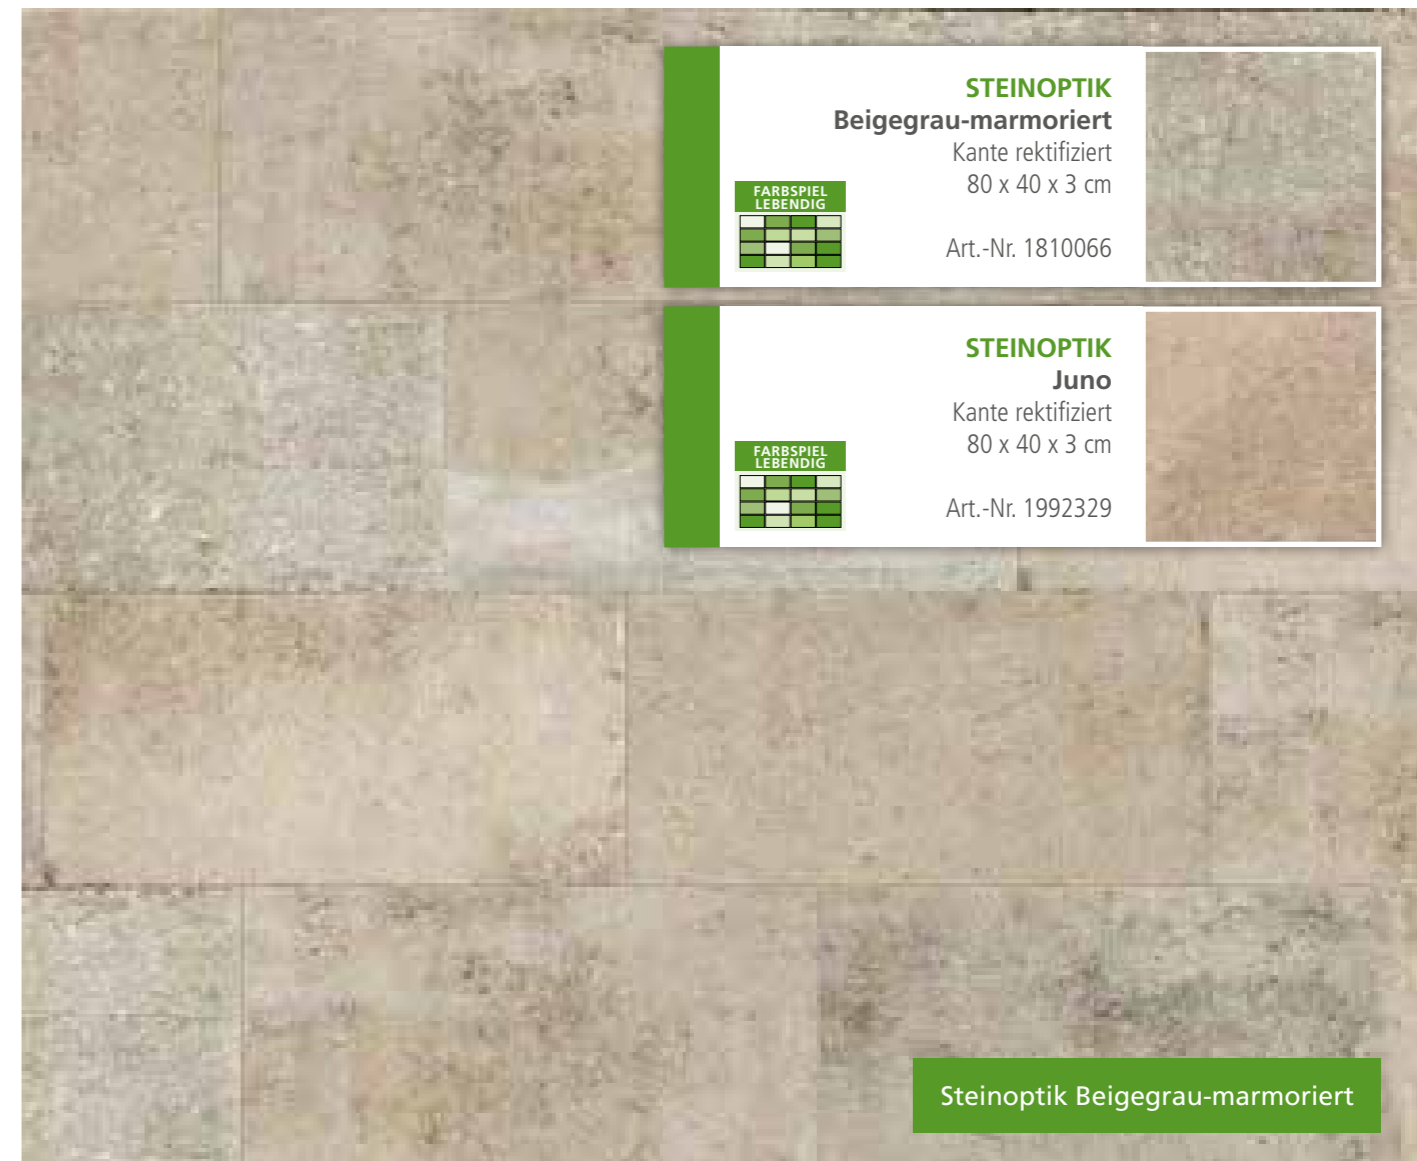 STEINOPTIK
Beigegrau-marmoriert
Kante rektifiziert
80 x 40 x 3 cm
FARBSPIEL
LEBENDIG
Art.-Nr. 1810066
STEINOPTIK
Juno
Kante rektifiziert
80 x 40 x 3 cm
FARBSPIEL
LEBENDIG
Art.-Nr. 1992329
Steinoptik Beigegrau-marmoriert